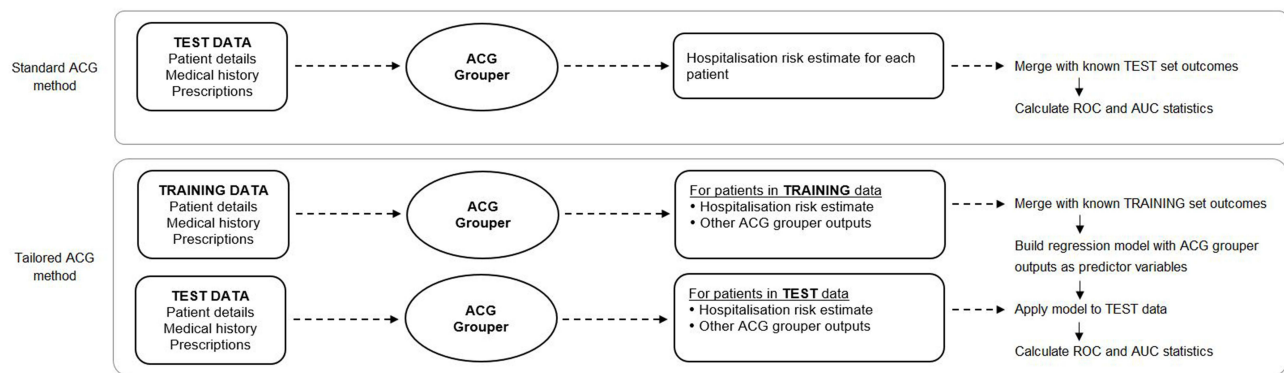 Standard ACG
method
TEST DATA
Patient details
Medical history
Prescriptions
ACG
Grouper
Hospitalisation risk estimate for each
patient
Merge with known TEST set outcomes
Calculate ROC and AUC statistics
Tailored ACG
method
TRAINING DATA
Patient details
Medical history
Prescriptions
ACG
Grouper
For patients in TRAINING data
• Hospitalisation risk estimate
• Other ACG grouper outputs
Merge with known TRAINING set outcomes
Build regression model with ACG grouper
outputs as predictor variables
TEST DATA
Patient details
Medical history
Prescriptions
ACG
Grouper
For patients in TEST data
• Hospitalisation risk estimate
• Other ACG grouper outputs
Apply model to TEST data
Calculate ROC and AUC statistics